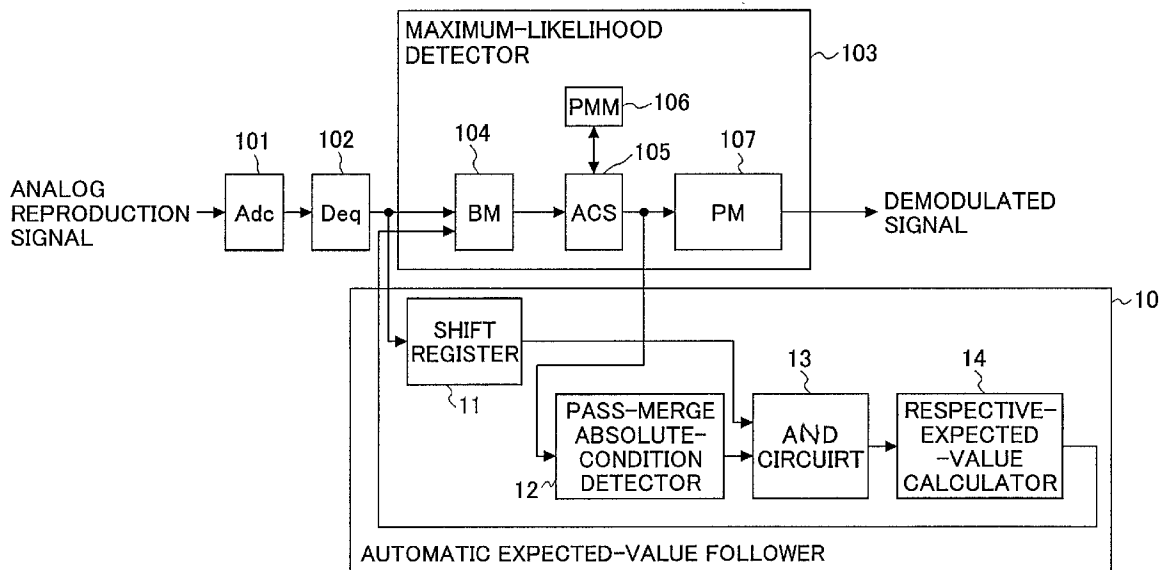 MAXIMUM-LIKELIHOOD
DETECTOR
103
PMM
106
101
102
104
105
107
ANALOG
REPRODUCTION
SIGNAL
Adc
Deq
BM
ACS
PM
DEMODULATED
SIGNAL
10
SHIFT
REGISTER
11
13
14
PASS-MERGE
ABSOLUTE-
CONDITION
DETECTOR
12
AND
CIRCUIRT
RESPECTIVE-
EXPECTED
-VALUE
CALCULATOR
AUTOMATIC EXPECTED-VALUE FOLLOWER